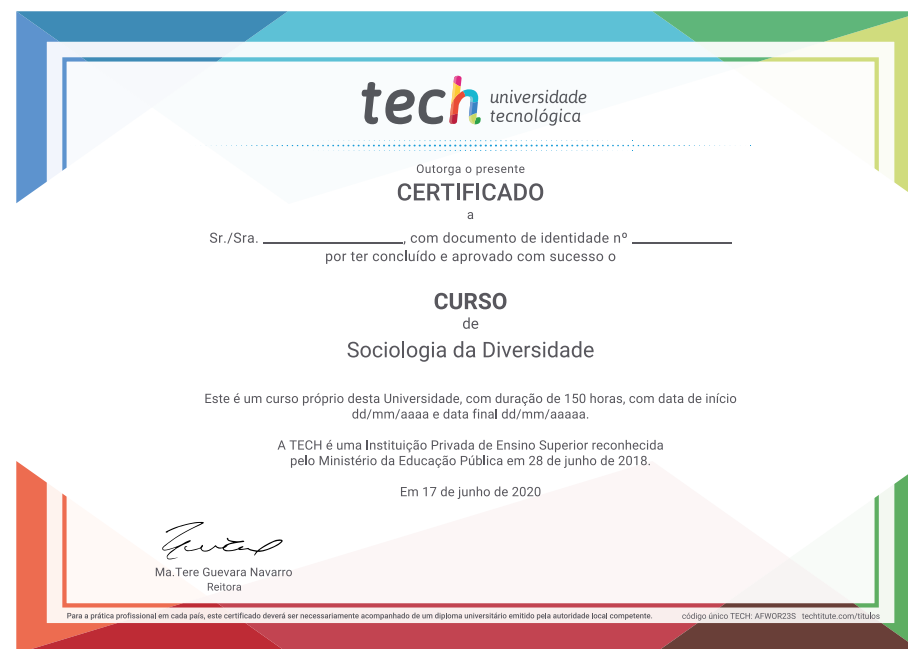 tech universidade
tecnológica
Outorga o presente
CERTIFICADO
a
Sr./Sra. ____________________, com documento de identidade nº ______________
por ter concluído e aprovado com sucesso o
CURSO
de
Sociologia da Diversidade
Este é um curso próprio desta Universidade, com duração de 150 horas, com data de início
dd/mm/aaaa e data final dd/mm/aaaaa.
A TECH é uma Instituição Privada de Ensino Superior reconhecida
pelo Ministério da Educação Pública em 28 de junho de 2018.
Em 17 de junho de 2020
Ma.Tere Guevara Navarro
Reitora
Para a prática profissional em cada país, este certificado deverá ser necessariamente acompanhado de um diploma universitário emitido pela autoridade local competente. código único TECH: AFWOR23S techtitute.com/titulos